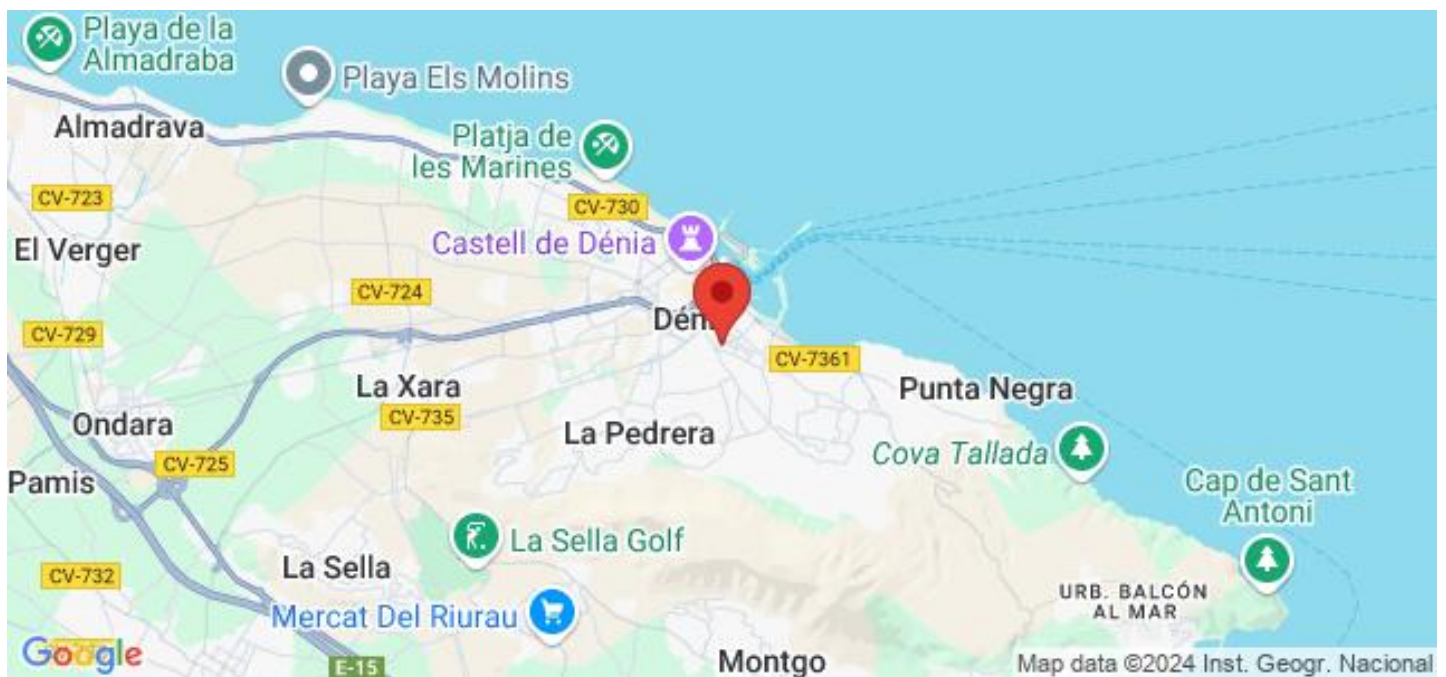 Playa de la
Almadraba
Playa Els Molins
Almadrava
Platja de
les Marines
CV-723
CV-730
El Verger
Castell de Dénia
CV-724
CV-729
Déni
CV-7361
La Xara
Punta Negra
CV-735
Ondara
La Pedrera
Cova Tallada
CV-725
Pamis
Cap de Sant
Antoni
La Sella Golf
La Sella
CV-732
URB. BALCÓN
AL MAR
Mercat Del Riurau
Google
E-15
Montgo
Map data ©2024 Inst. Geogr. Nacional